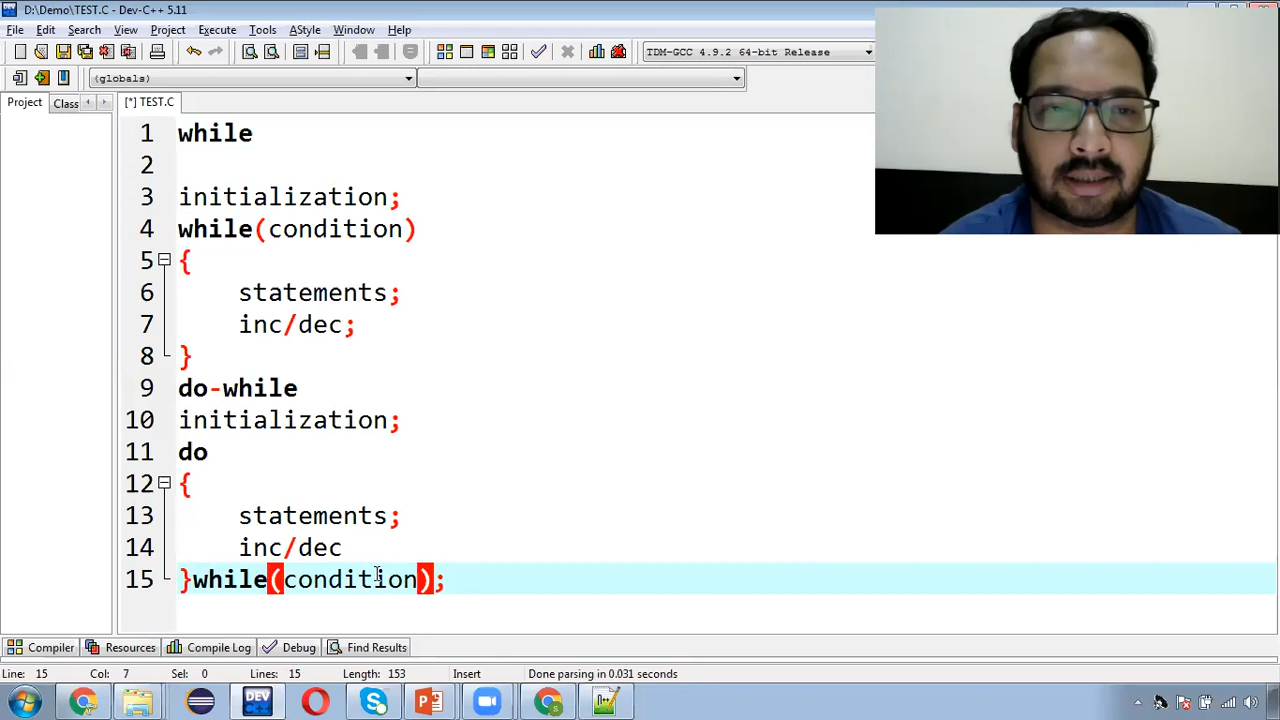 D:\Demo\TEST.C - Dev-C++ 5.11
File Edit Search View Project Execute Tools AStyle Window Help
TDM-GCC 4.9.2 64-bit Release
(globals)
Project Class [*] TEST.C
1 while
2
3 initialization;
4 while(condition)
5 {
6 statements;
7 inc/dec;
8 }
9 do-while
10 initialization;
11 do
12 {
13 statements;
14 inc/dec
15 }while(condition);
Compiler Resources Compile Log Debug Find Results
Line: 15 Col: 7 Sel: 0 Lines: 15 Length: 153 Insert Done parsing in 0.031 seconds
DEV